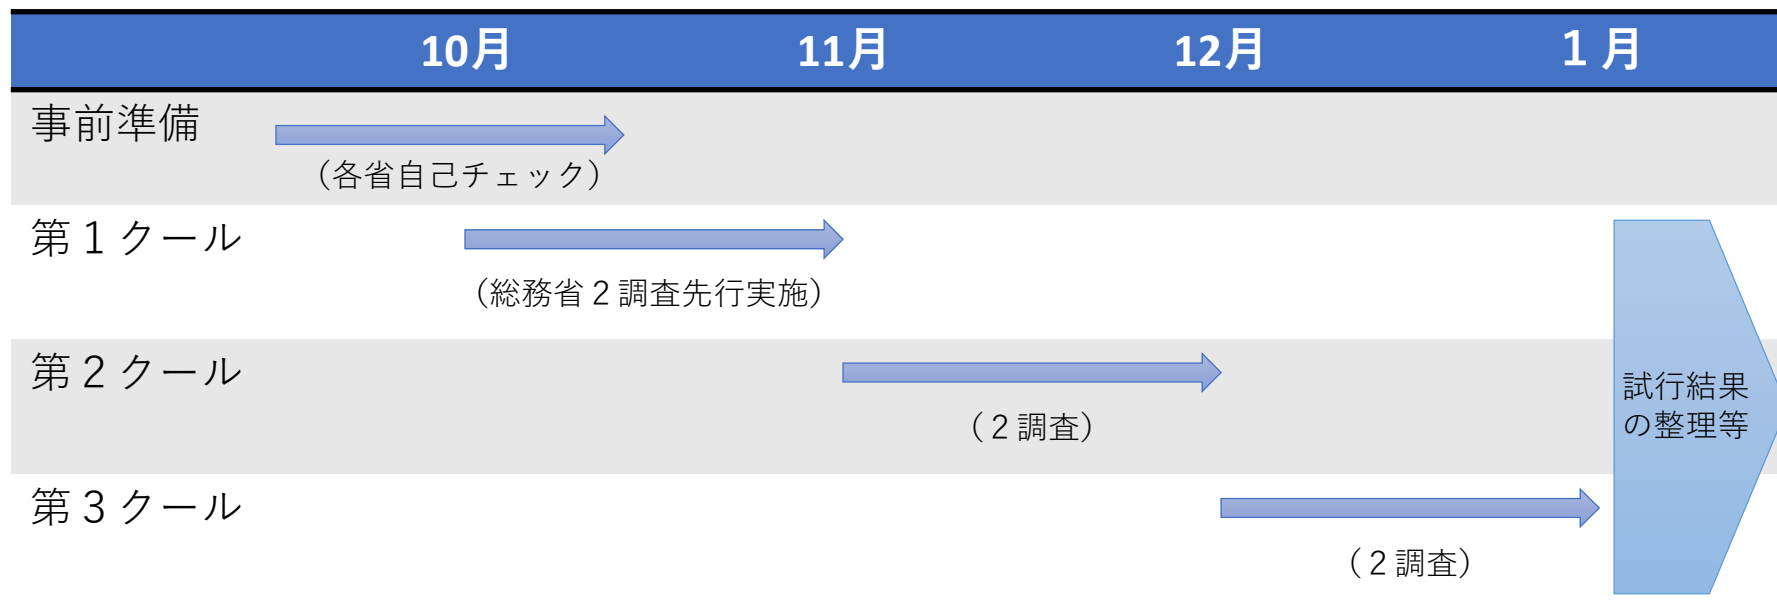 10月 11月 12月 １月
事前準備
（各省自己チェック）
第１クール
（総務省２調査先行実施）
第２クール
（２調査）
試行結果
の整理等
第３クール
（２調査）